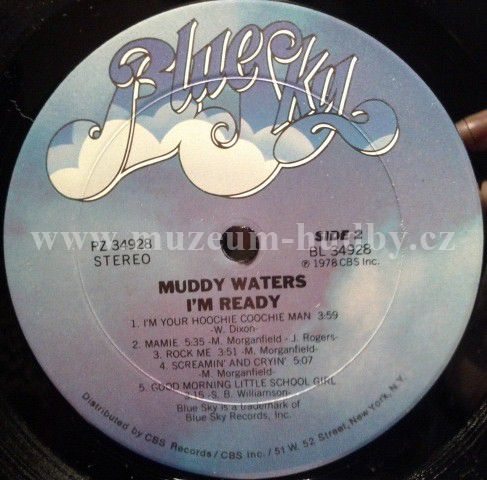 Blue Sky
PZ 34928
STEREO
SIDE 2
BL 34928
℗ 1978 CBS Inc.
www.muzeum-hudby.cz
MUDDY WATERS
I'M READY
1. I'M YOUR HOOCHIE COOCHIE MAN 3:59
-W. Dixon-
2. MAMIE 5:35 -M. Morganfield - J. Rogers-
3. ROCK ME 3:51 -M. Morganfield-
4. SCREAMIN' AND CRYIN' 5:07
-M. Morganfield-
5. GOOD MORNING LITTLE SCHOOL GIRL
-S. B. Williamson-
Blue Sky is a trademark of
Blue Sky Records, Inc.
Distributed by CBS Records/ CBS Inc./ 51 W. 52 Street, New York, N.Y.